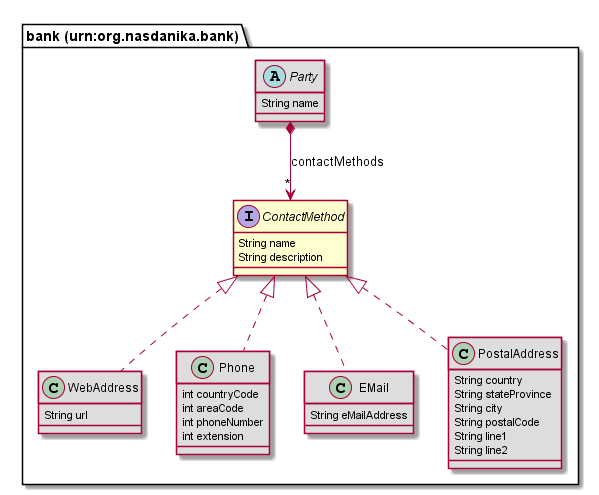 bank (urn:org.nasdanika.bank)
A Party
String name
contactMethods
*
I ContactMethod
String name
String description
C WebAddress
String url
C Phone
int countryCode
int areaCode
int phoneNumber
int extension
C EMail
String eMailAddress
C PostalAddress
String country
String stateProvince
String city
String postalCode
String line1
String line2